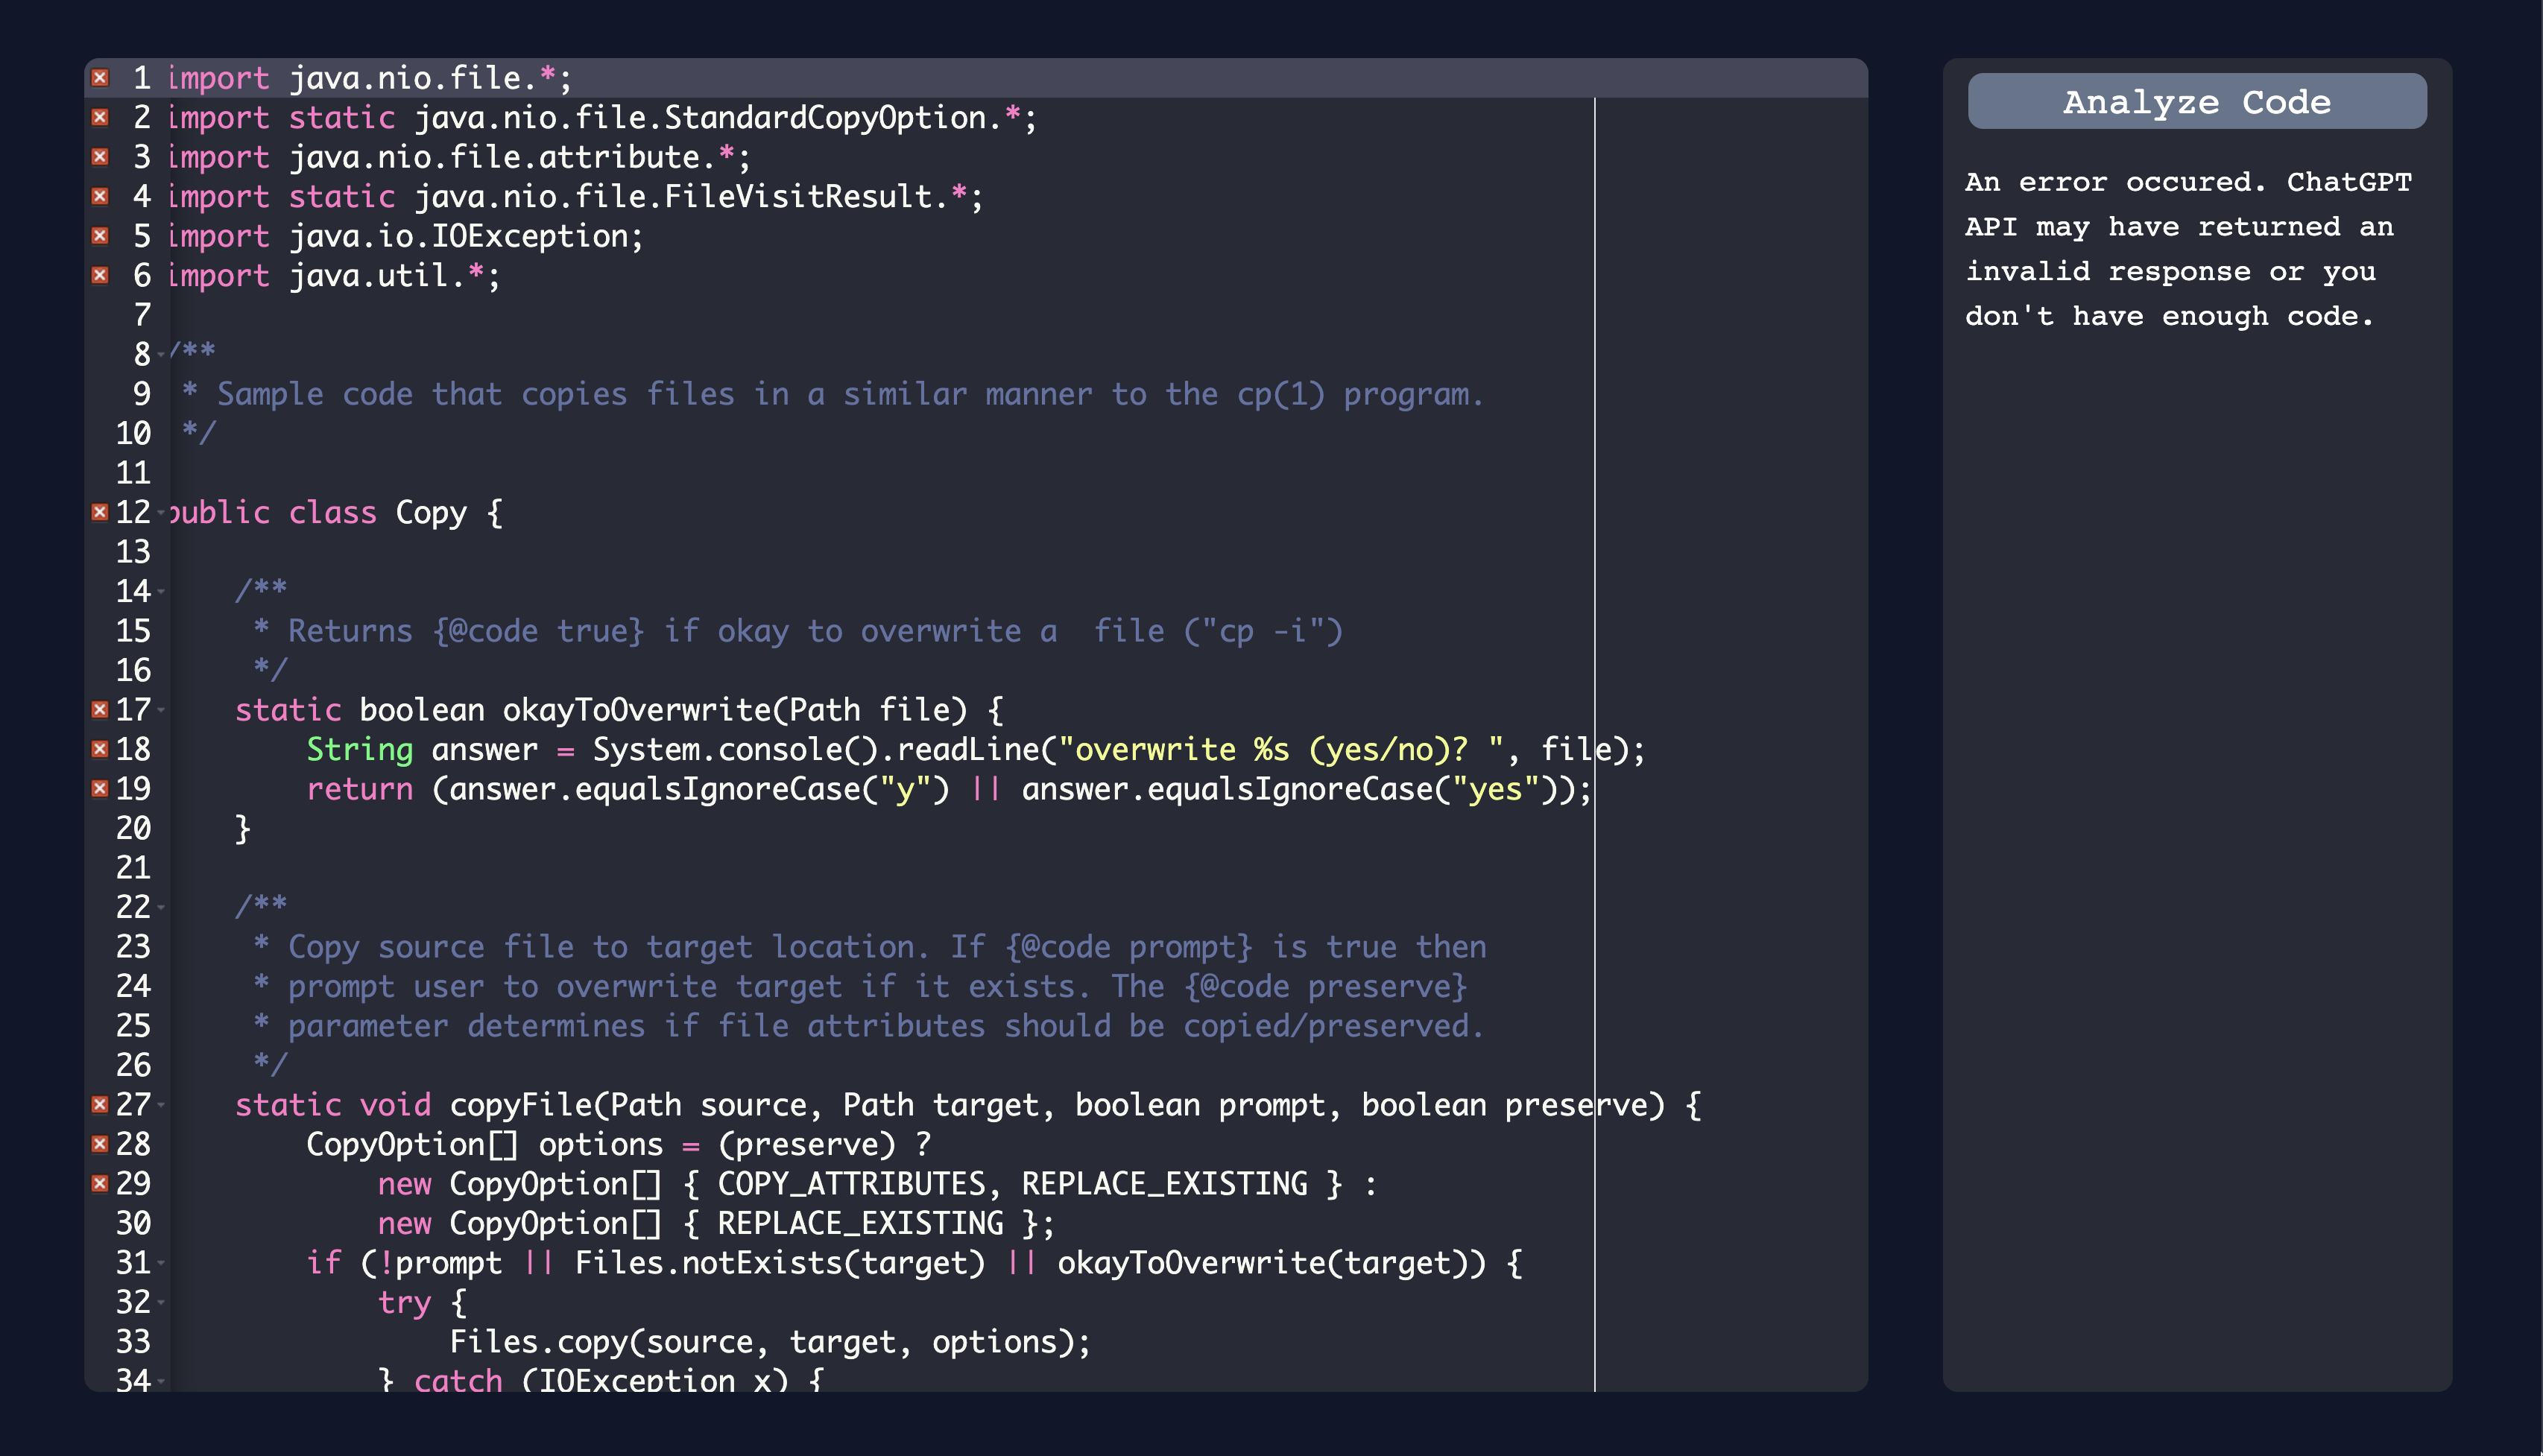 1 import java.nio.file.*;
2 import static java.nio.file.StandardCopyOption.*;
3 import java.nio.file.attribute.*;
4 import static java.nio.file.FileVisitResult.*;
5 import java.io.IOException;
6 import java.util.*;
7
8 /**
9  * Sample code that copies files in a similar manner to the cp(1) program.
10  */
11
12 public class Copy {
13
14     /**
15      * Returns {@code true} if okay to overwrite a  file ("cp -i")
16      */
17     static boolean okayToOverwrite(Path file) {
18         String answer = System.console().readLine("overwrite %s (yes/no)? ", file);
19         return (answer.equalsIgnoreCase("y") || answer.equalsIgnoreCase("yes"));
20     }
21
22     /**
23      * Copy source file to target location. If {@code prompt} is true then
24      * prompt user to overwrite target if it exists. The {@code preserve}
25      * parameter determines if file attributes should be copied/preserved.
26      */
27     static void copyFile(Path source, Path target, boolean prompt, boolean preserve) {
28         CopyOption[] options = (preserve) ?
29             new CopyOption[] { COPY_ATTRIBUTES, REPLACE_EXISTING } :
30             new CopyOption[] { REPLACE_EXISTING };
31         if (!prompt || Files.notExists(target) || okayToOverwrite(target)) {
32             try {
33                 Files.copy(source, target, options);
34             } catch (IOException x) {
Analyze Code
An error occured. ChatGPT
API may have returned an
invalid response or you
don't have enough code.